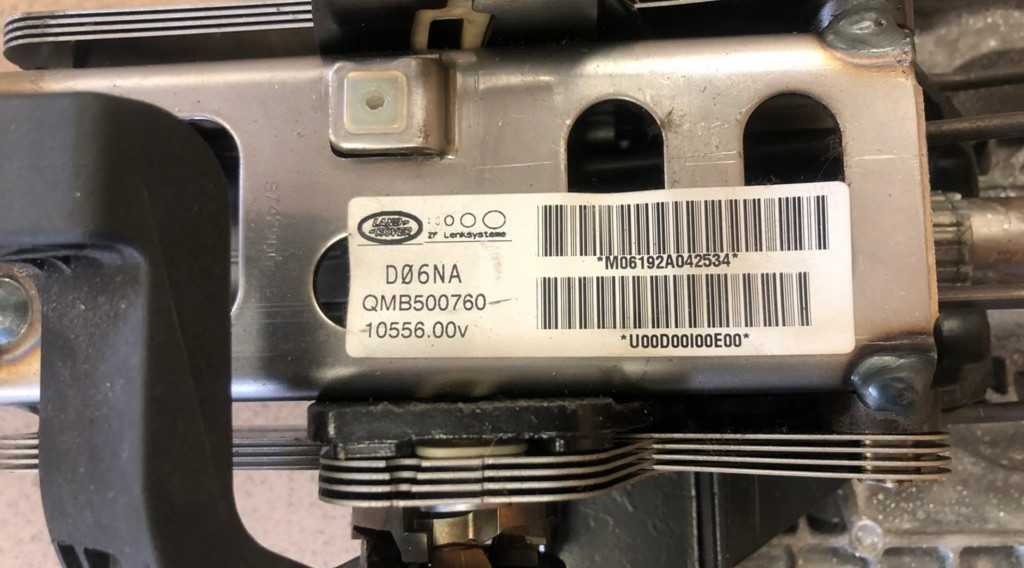 LAND-
ROVER
ZF Lenksysteme
DØ6NA
QMB500760
10556.00v
*M06192A042534*
*U00D00I00E00*